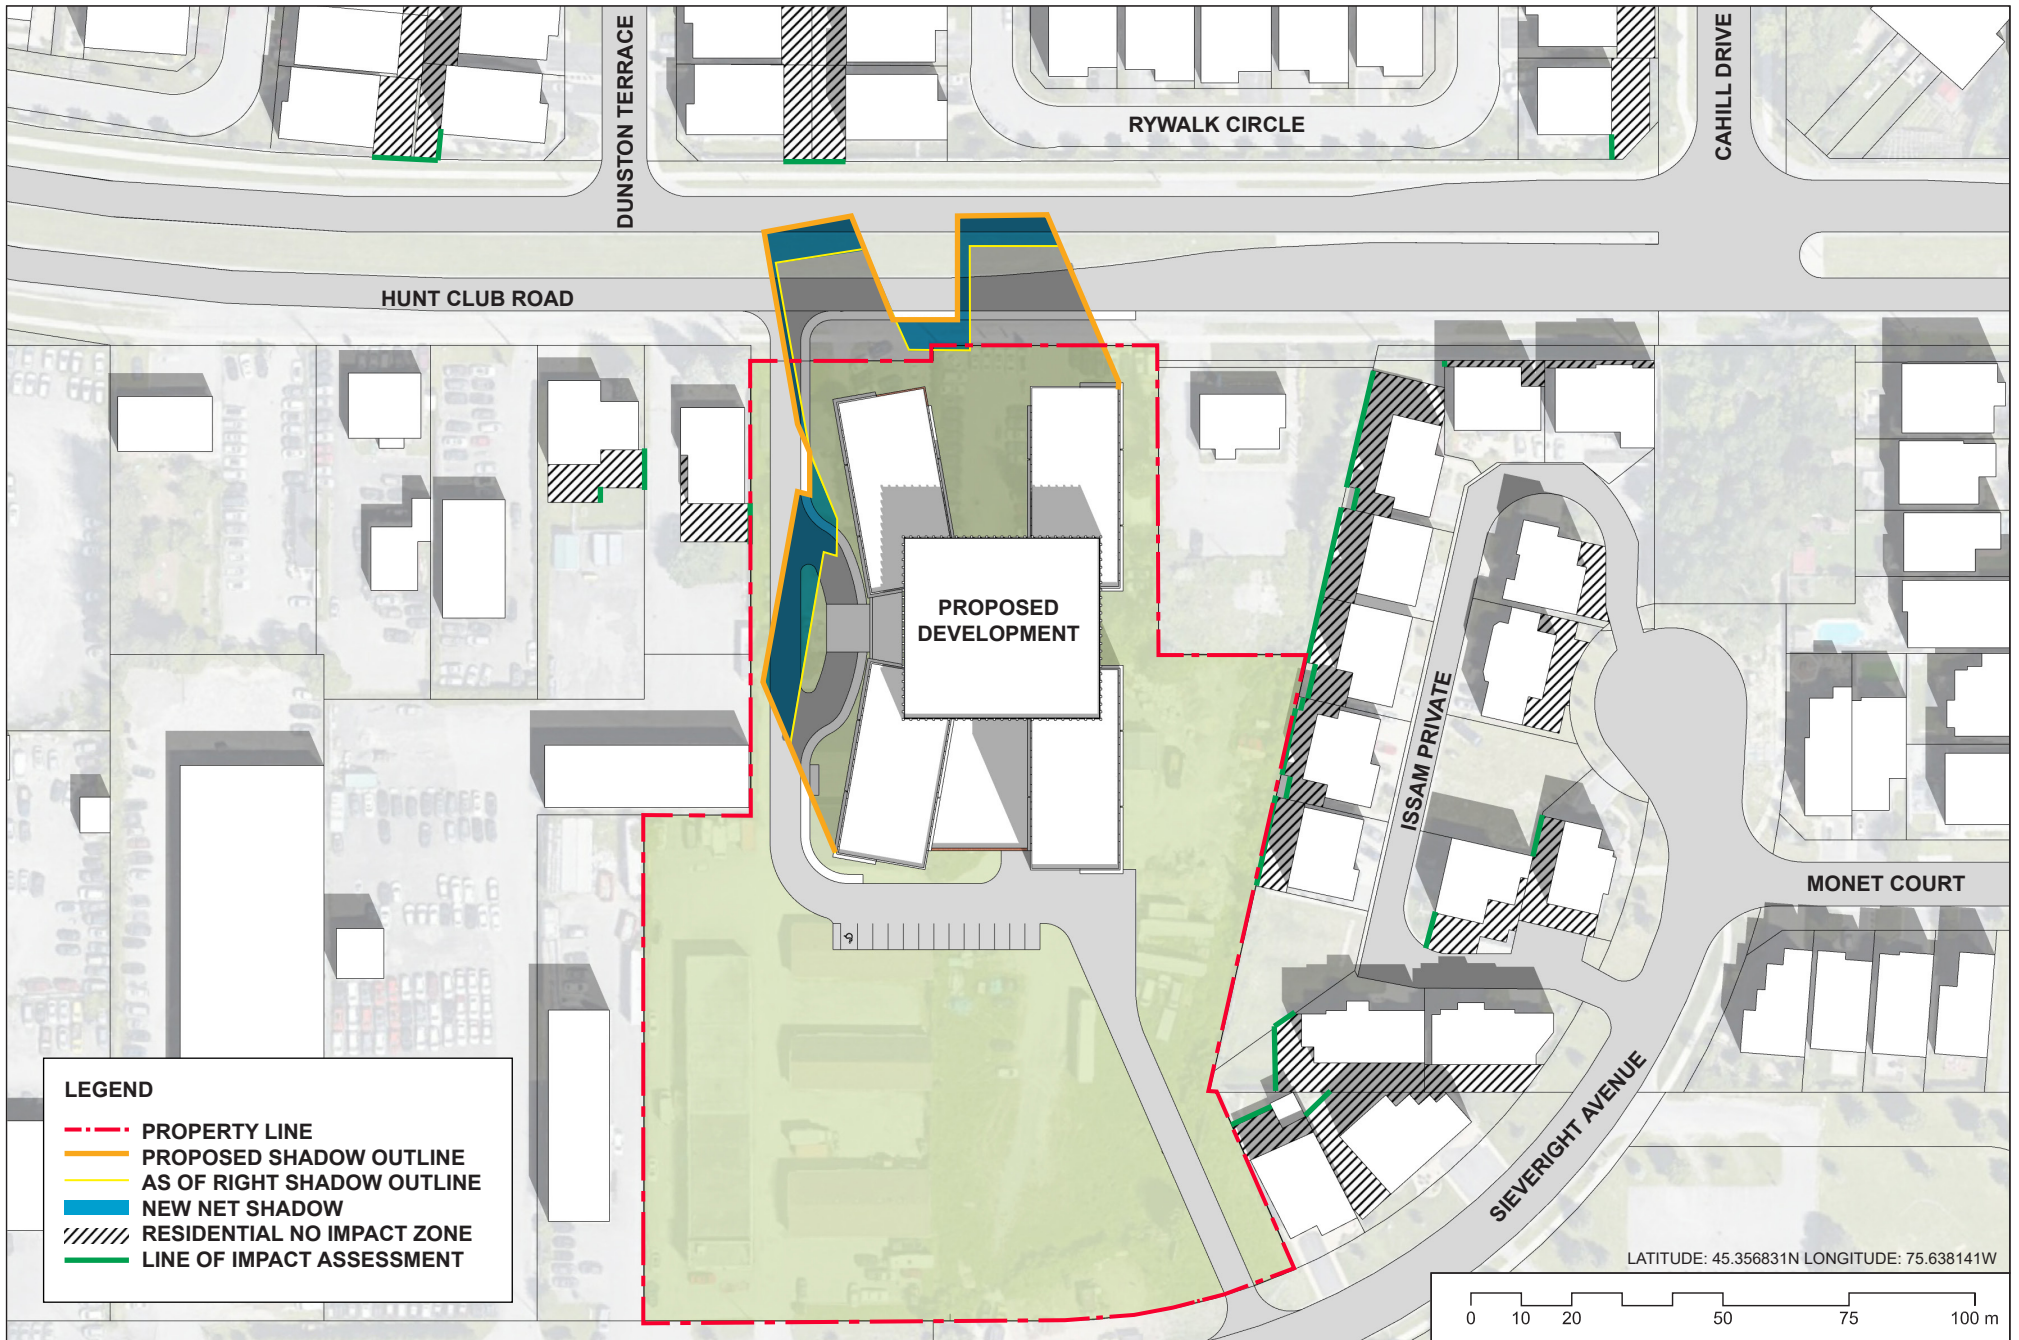 DUNSTON TERRACE
RYWALK CIRCLE
CAHILL DRIVE
HUNT CLUB ROAD
PROPOSED
DEVELOPMENT
ISSAM PRIVATE
MONET COURT
SIEVERIGHT AVENUE
LEGEND
PROPERTY LINE
PROPOSED SHADOW OUTLINE
AS OF RIGHT SHADOW OUTLINE
NEW NET SHADOW
RESIDENTIAL NO IMPACT ZONE
LINE OF IMPACT ASSESSMENT
LATITUDE: 45.356831N LONGITUDE: 75.638141W
0 10 20 50 75 100 m